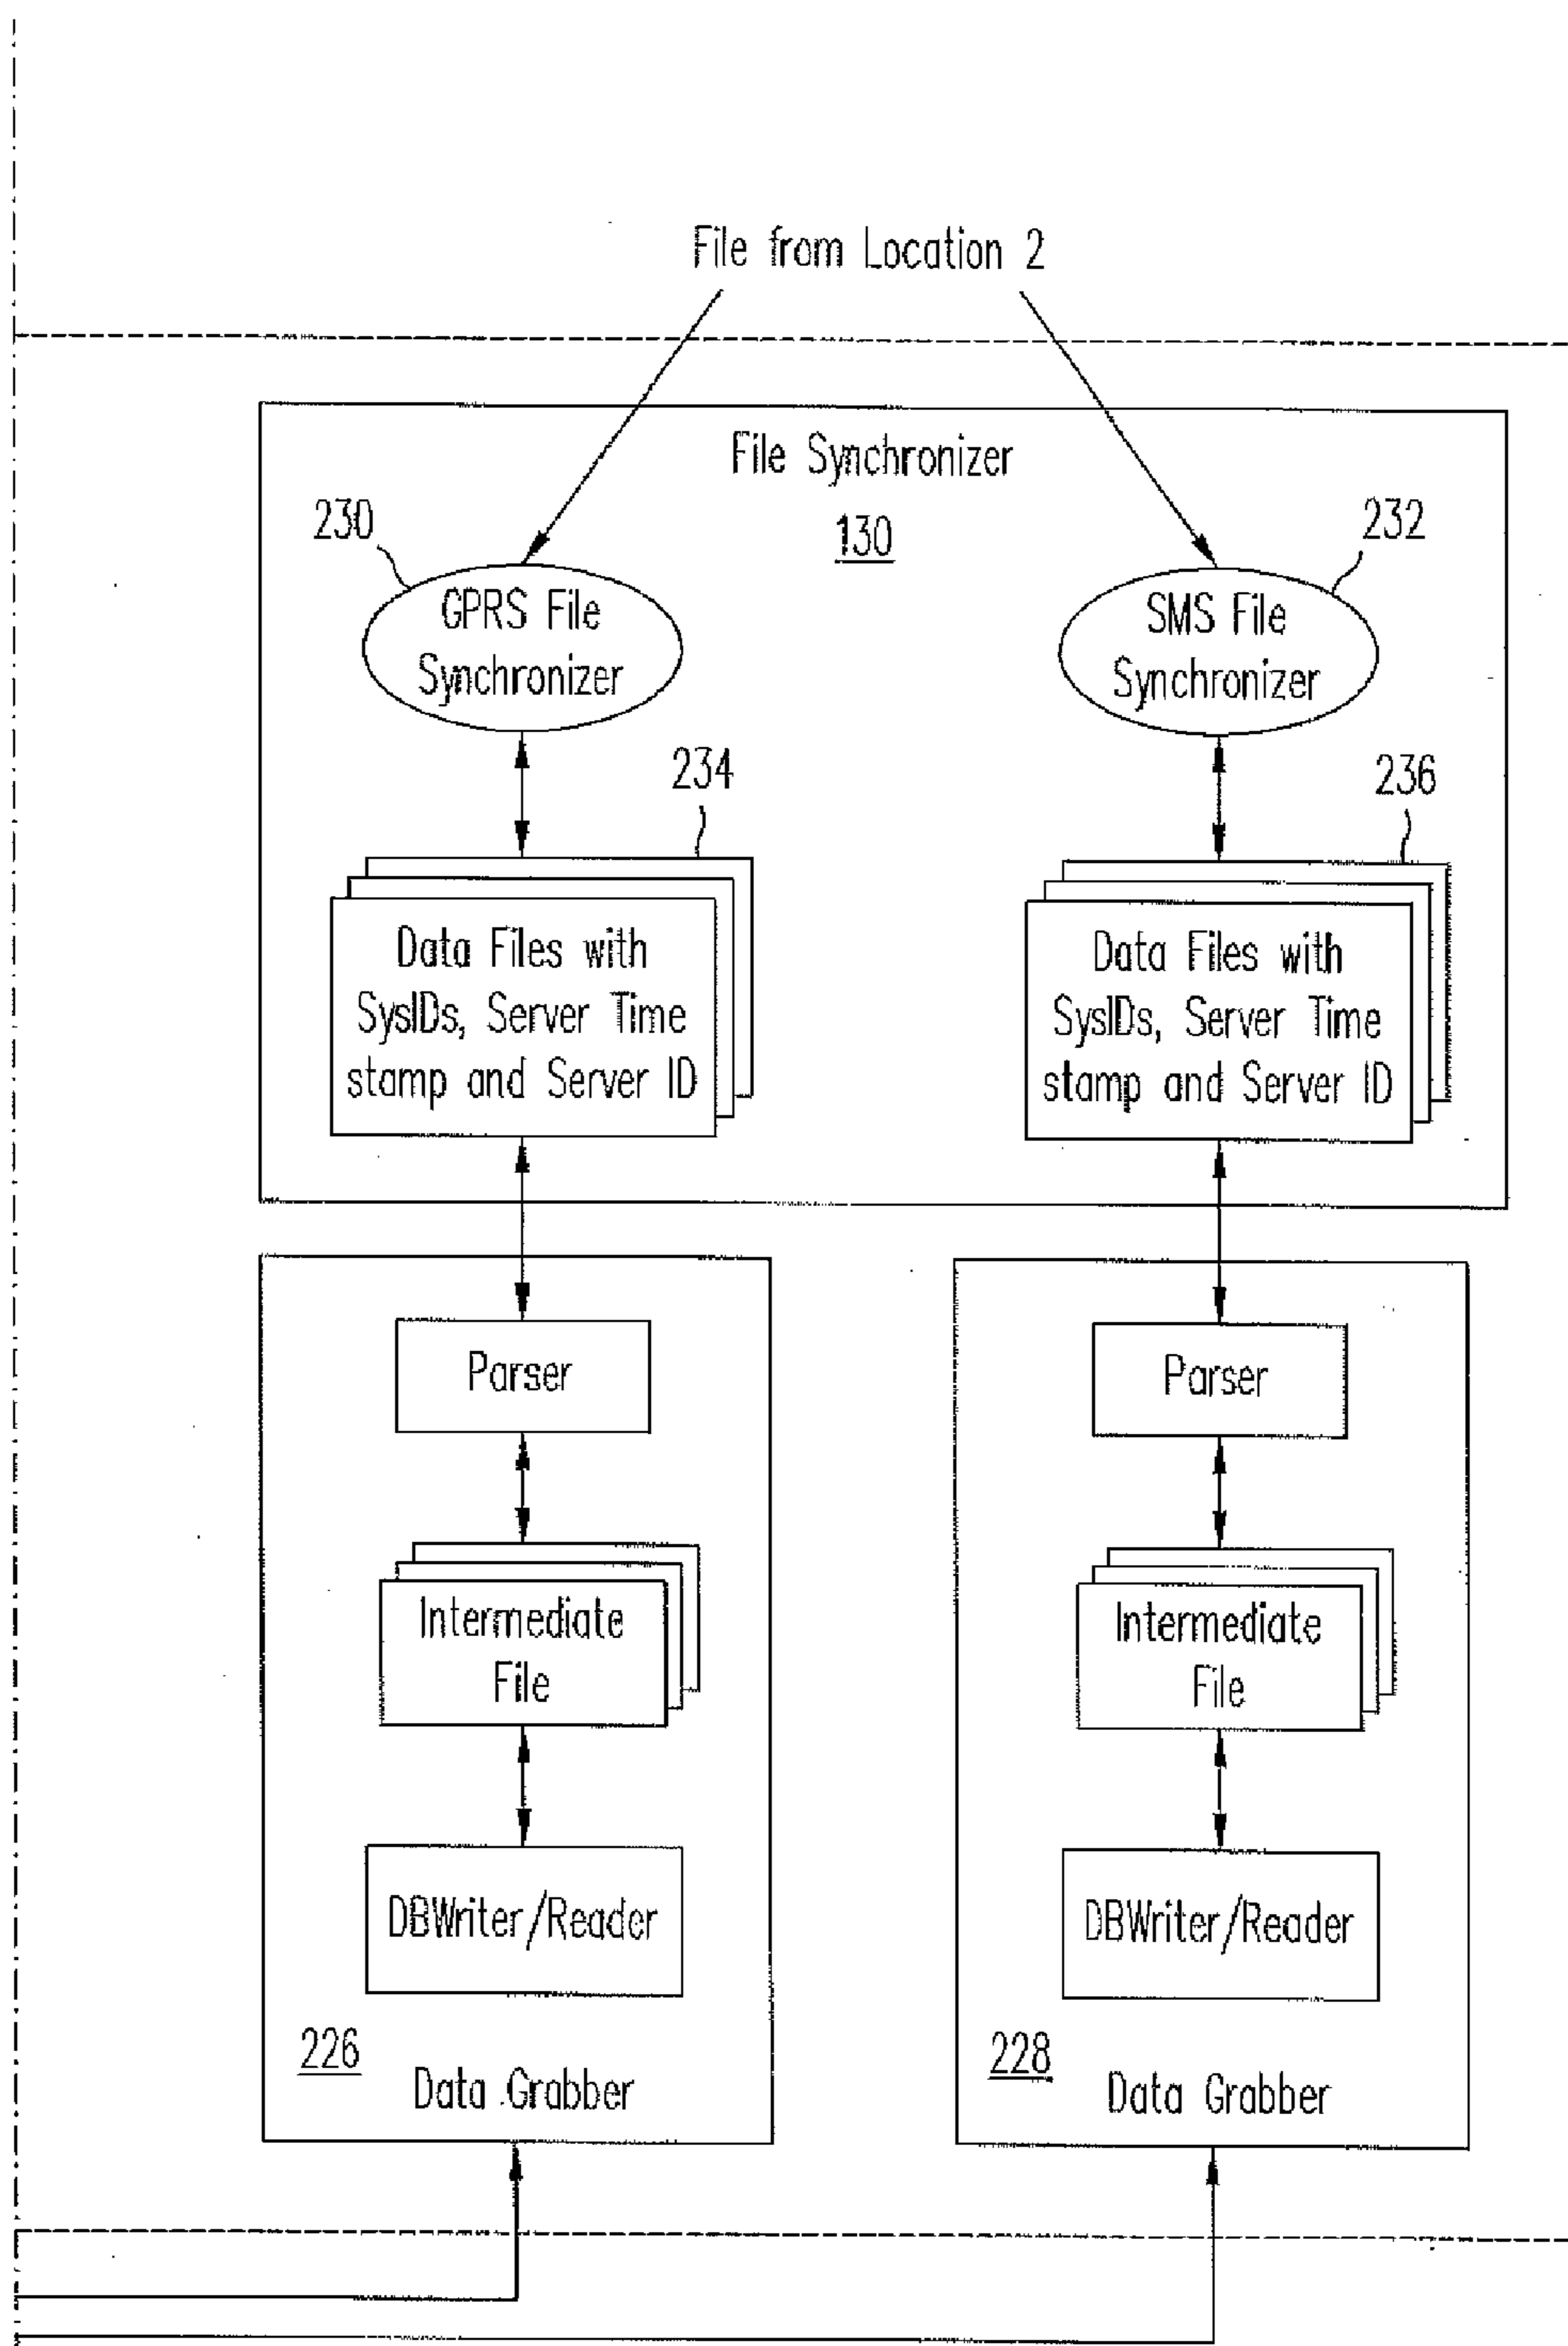 File from Location 2
File Synchronizer
130
230
232
GPRS File
Synchronizer
SMS File
Synchronizer
234
236
Data Files with
SysIDs, Server Time
stamp and Server ID
Data Files with
SysIDs, Server Time
stamp and Server ID
Parser
Parser
Intermediate
File
Intermediate
File
DBWriter/Reader
DBWriter/Reader
226
Data Grabber
228
Data Grabber